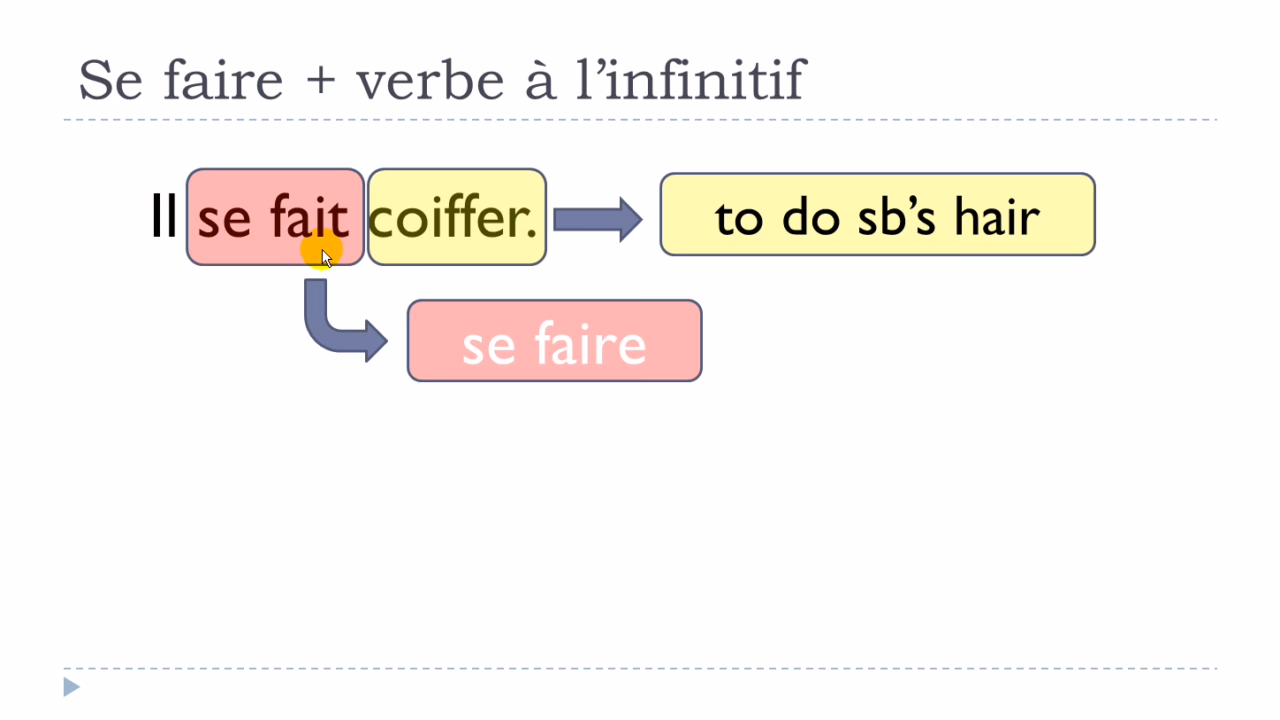 Se faire + verbe à l’infinitif
Il se fait coiffer. to do sb’s hair
se faire